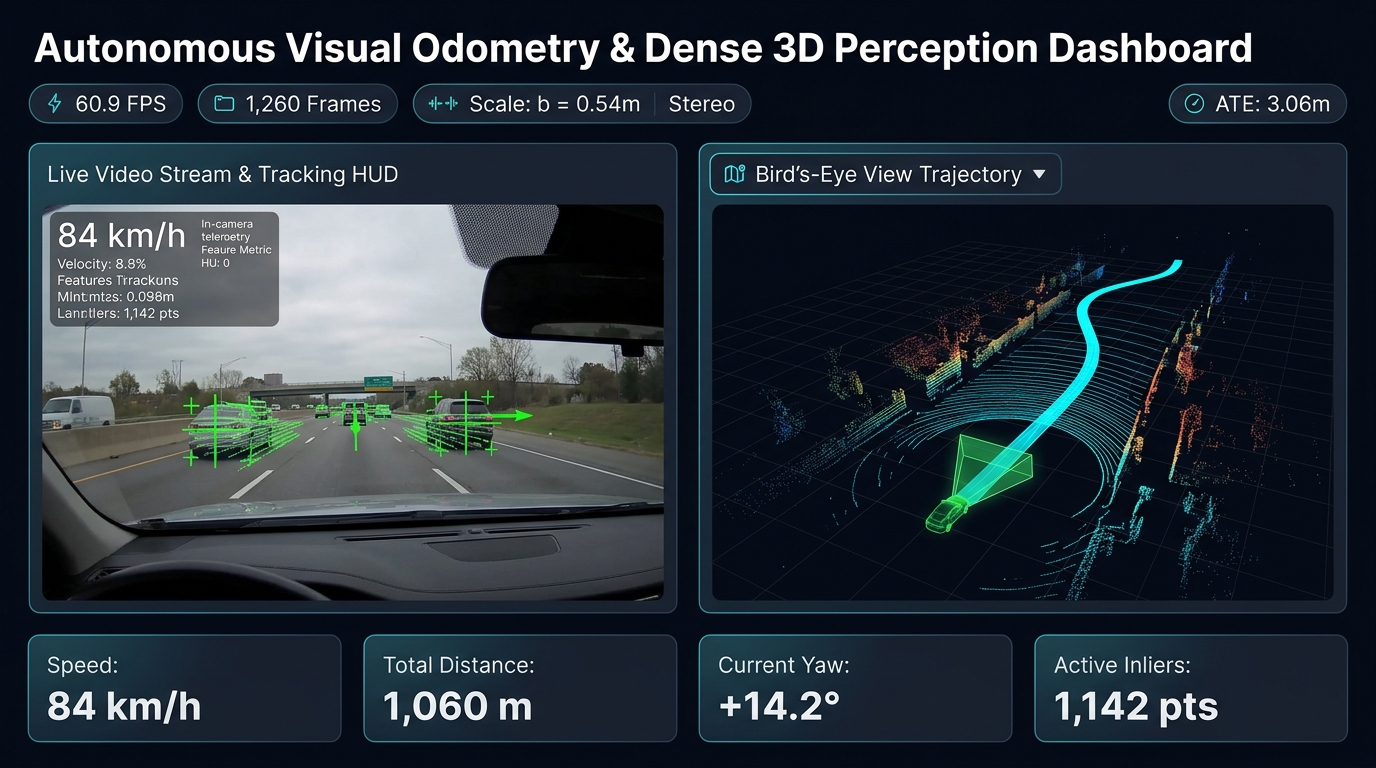 Autonomous Visual Odometry & Dense 3D Perception Dashboard
60.9 FPS
1,260 Frames
Scale: b = 0.54m | Stereo
ATE: 3.06m
Live Video Stream & Tracking HUD
84 km/h
Velocity: 8.8%
Features Trrackons
: 0.098m
: 1,142 pts
In-camera
teleroetry
Feaure Metric
HU: 0
Bird's-Eye View Trajectory
Speed:
84 km/h
Total Distance:
1,060 m
Current Yaw:
+14.2°
Active Inliers:
1,142 pts